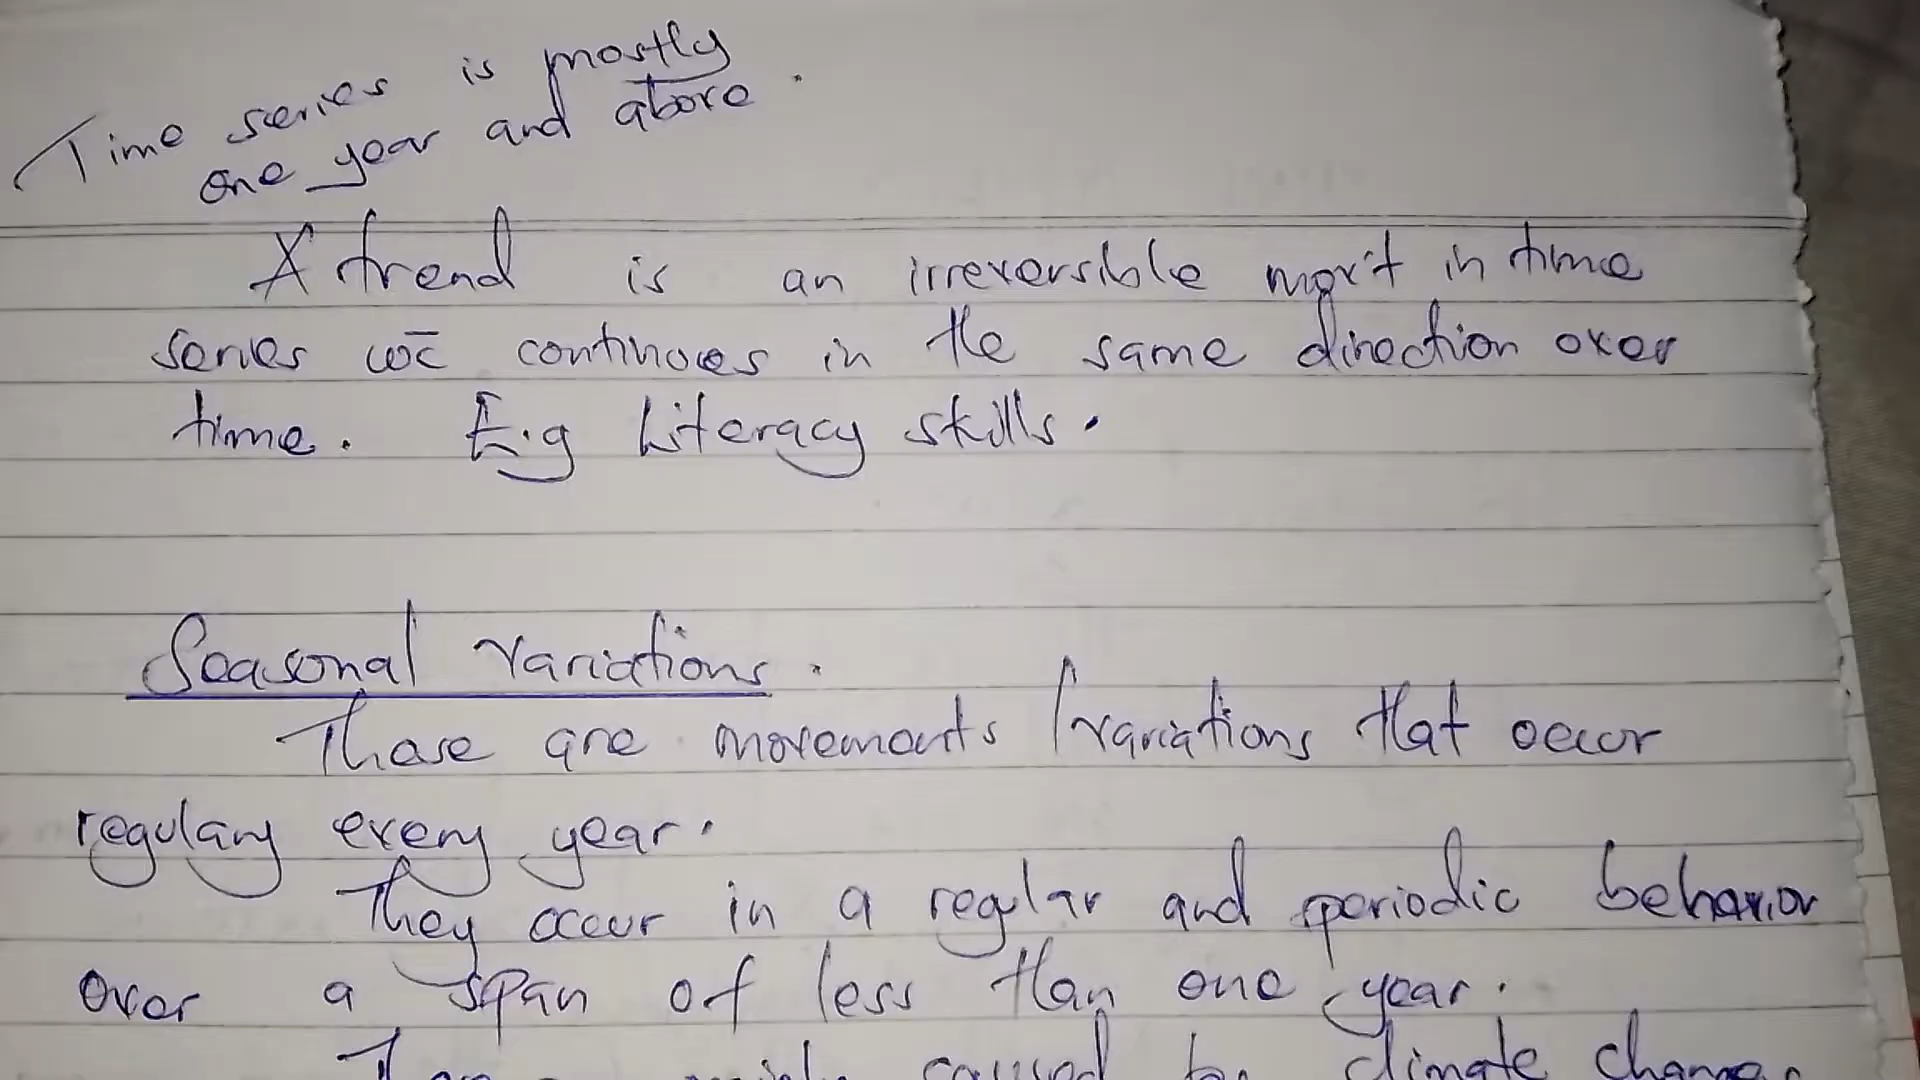 Time series is mostly
one year and above.
A trend is an irreversible mov't in time
series wc̄ continues in the same direction over
time. E.g Literacy skills.
Seasonal Variations.
These are movements/variations that occur
regulary every year.
They occur in a regular and periodic behavior
over a span of less than one year.
caused by climate changes